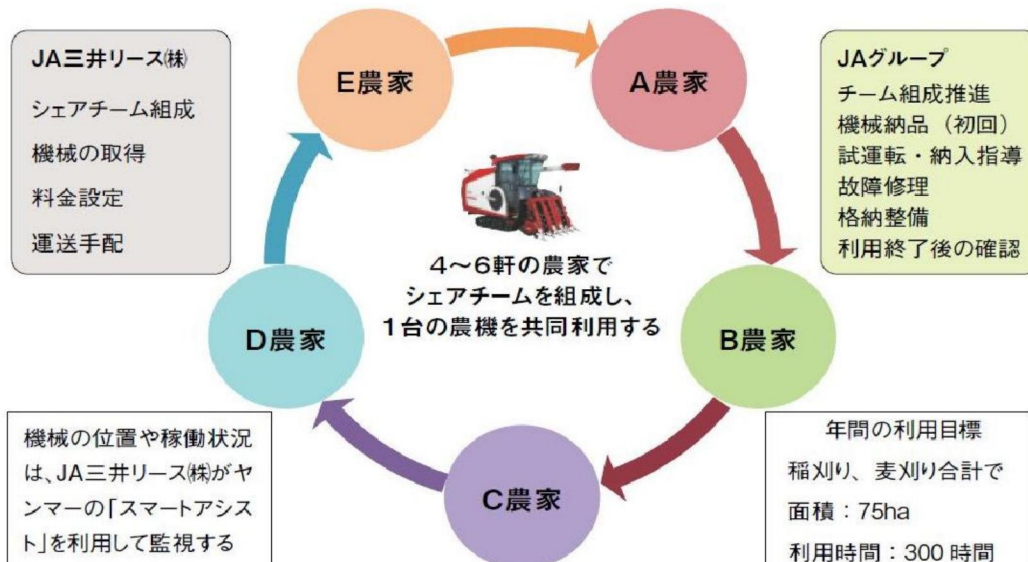 JA三井リース㈱
シェアチーム組成
機械の取得
料金設定
運送手配
E農家
A農家
JAグループ
チーム組成推進
機械納品（初回）
試運転・納入指導
故障修理
格納整備
利用終了後の確認
4～6軒の農家で
シェアチームを組成し、
1台の農機を共同利用する
D農家
B農家
C農家
機械の位置や稼働状況
は、JA三井リース㈱がヤ
ンマーの「スマートアシス
ト」を利用して監視する
年間の利用目標
稲刈り、麦刈り合計で
面積：75ha
利用時間：300時間